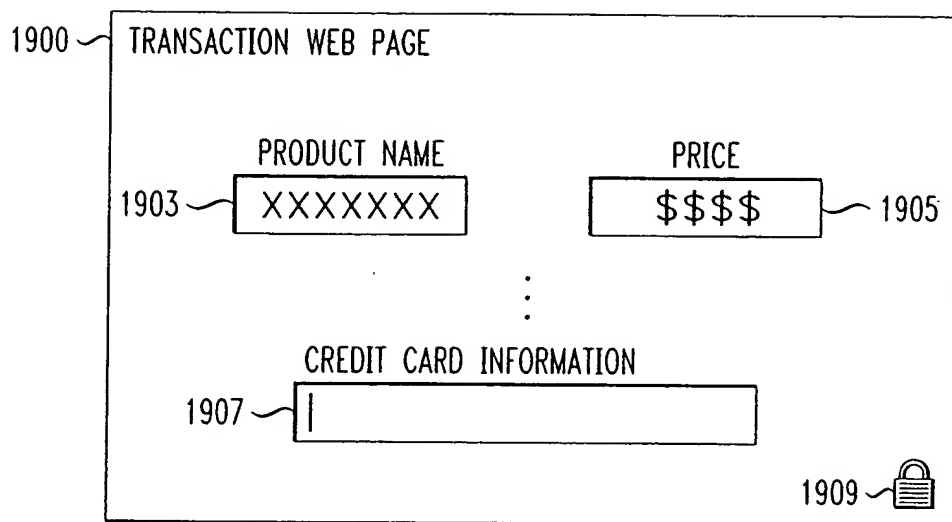 1900 TRANSACTION WEB PAGE
PRODUCT NAME PRICE
1903 XXXXXXX $$$$ 1905
CREDIT CARD INFORMATION
1907
1909